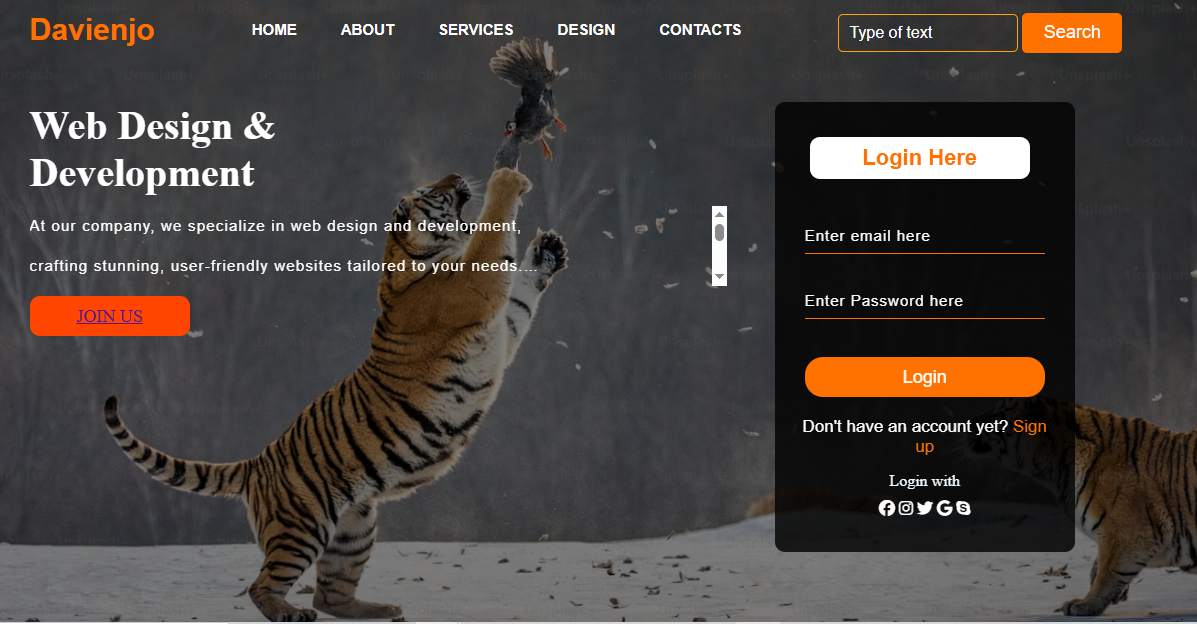 Davienjo
HOME ABOUT SERVICES DESIGN CONTACTS
Type of text
Search
Web Design &
Development
At our company, we specialize in web design and development,
crafting stunning, user-friendly websites tailored to your needs....
JOIN US
Login Here
Enter email here
Enter Password here
Login
Don't have an account yet? Sign
up
Login with
Unsplash+